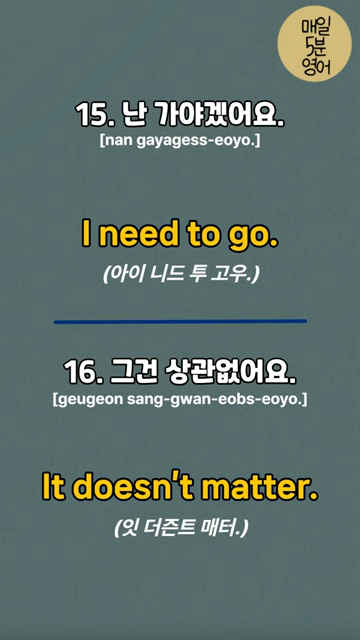 매일
5분
영어
15. 난 가야겠어요.
[nan gayagess-eoyo.]
I need to go.
(아이 니드 투 고우.)
16. 그건 상관없어요.
[geugeon sang-gwan-eobs-eoyo.]
It doesn't matter.
(잇 더즌트 매터.)